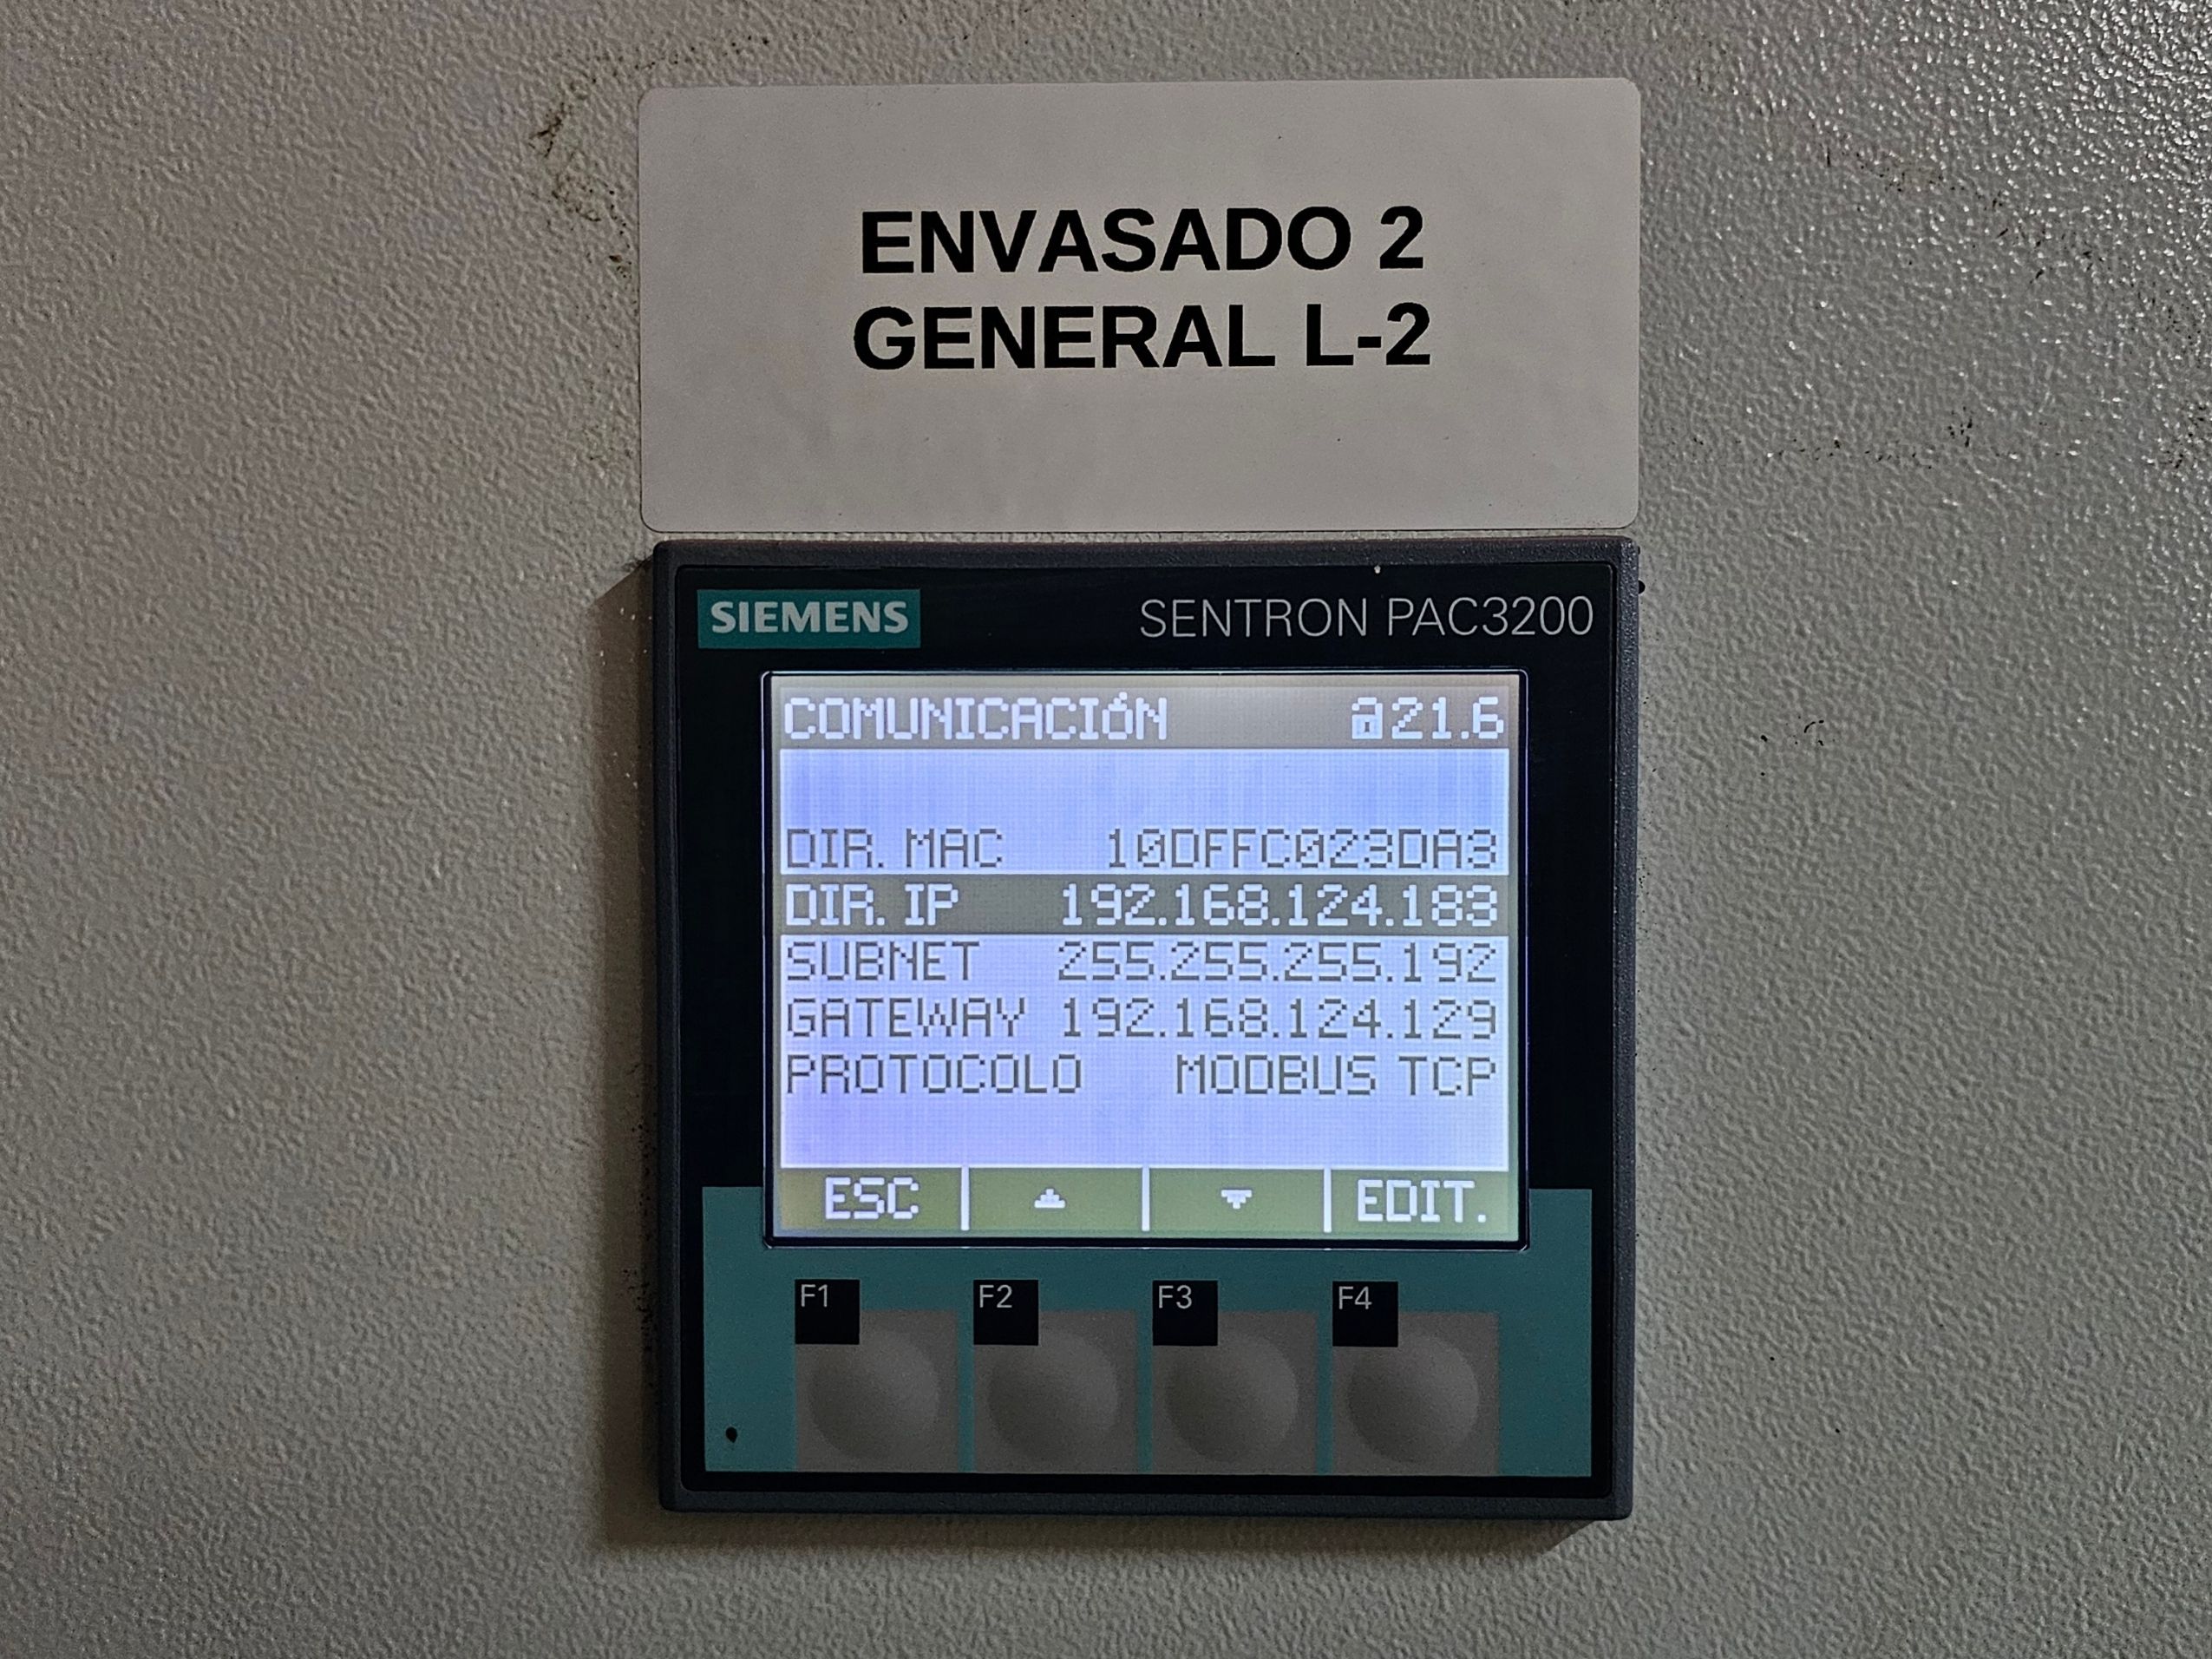 ENVASADO 2
GENERAL L-2
SIEMENS SENTRON PAC3200
COMUNICACIÓN 21.6
DIR. MAC 10DFFC023DA3
DIR. IP 192.168.124.183
SUBNET 255.255.255.192
GATEWAY 192.168.124.129
PROTOCOLO MODBUS TCP
ESC EDIT.
F1 F2 F3 F4